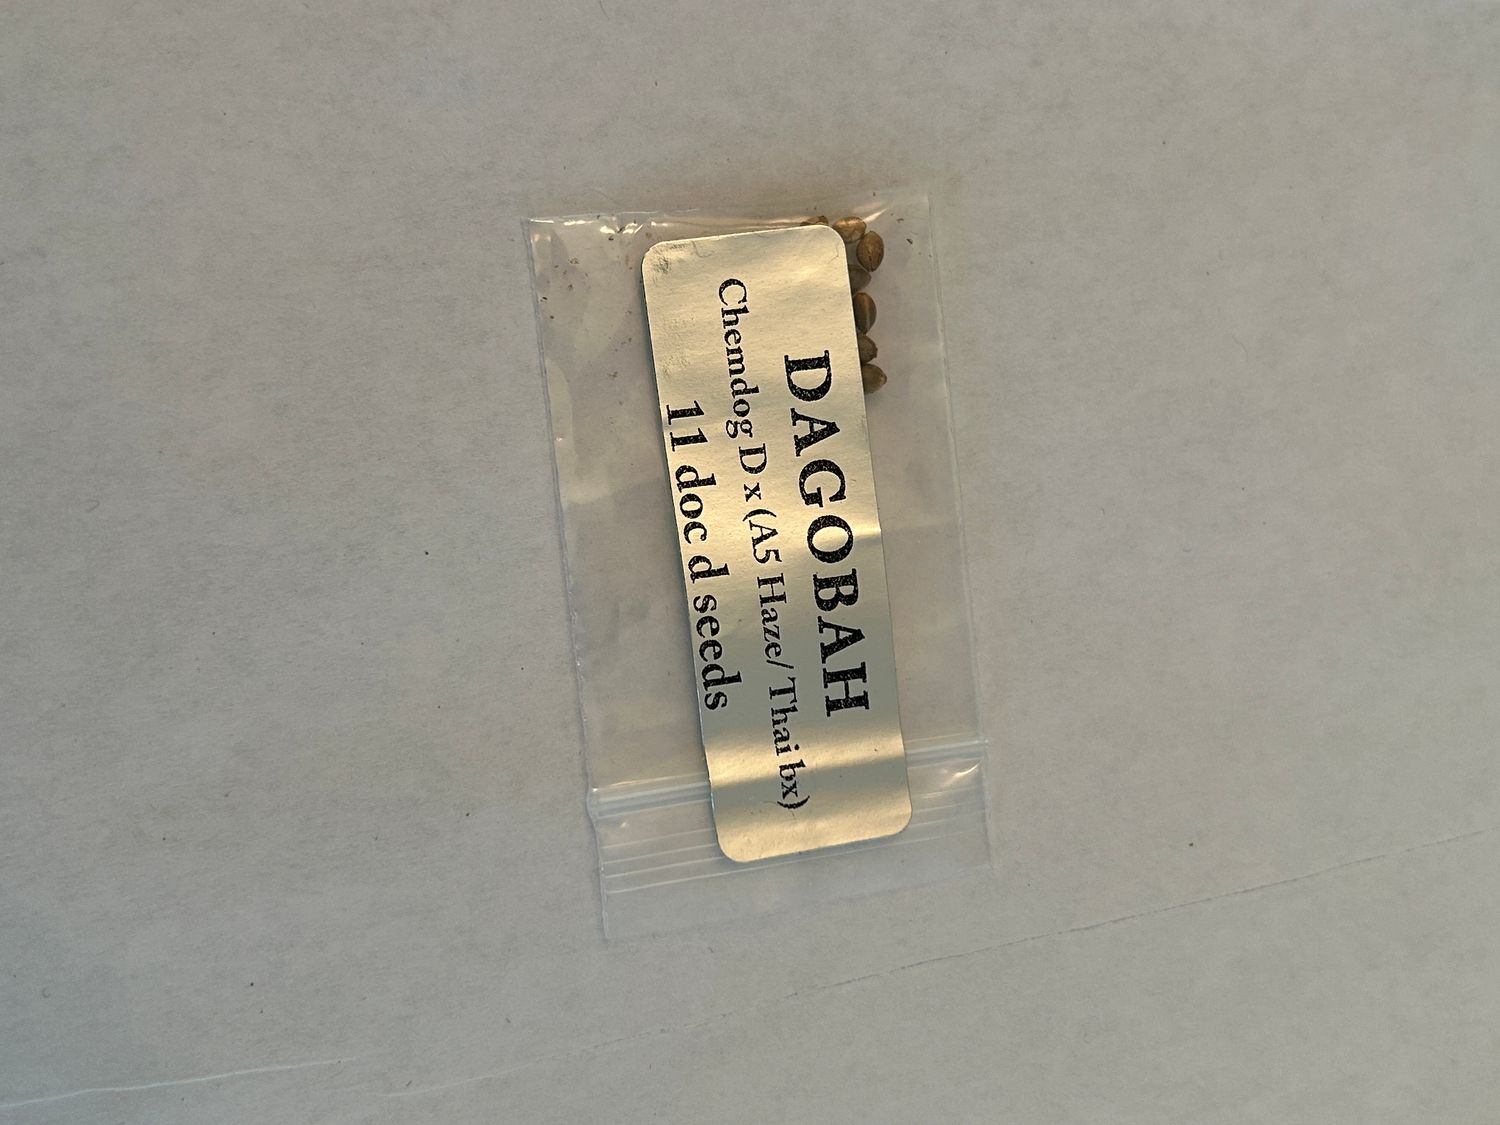 DAGOBAH
Chemdog D x (A5 Haze/ Thai bx)
11 doc d seeds